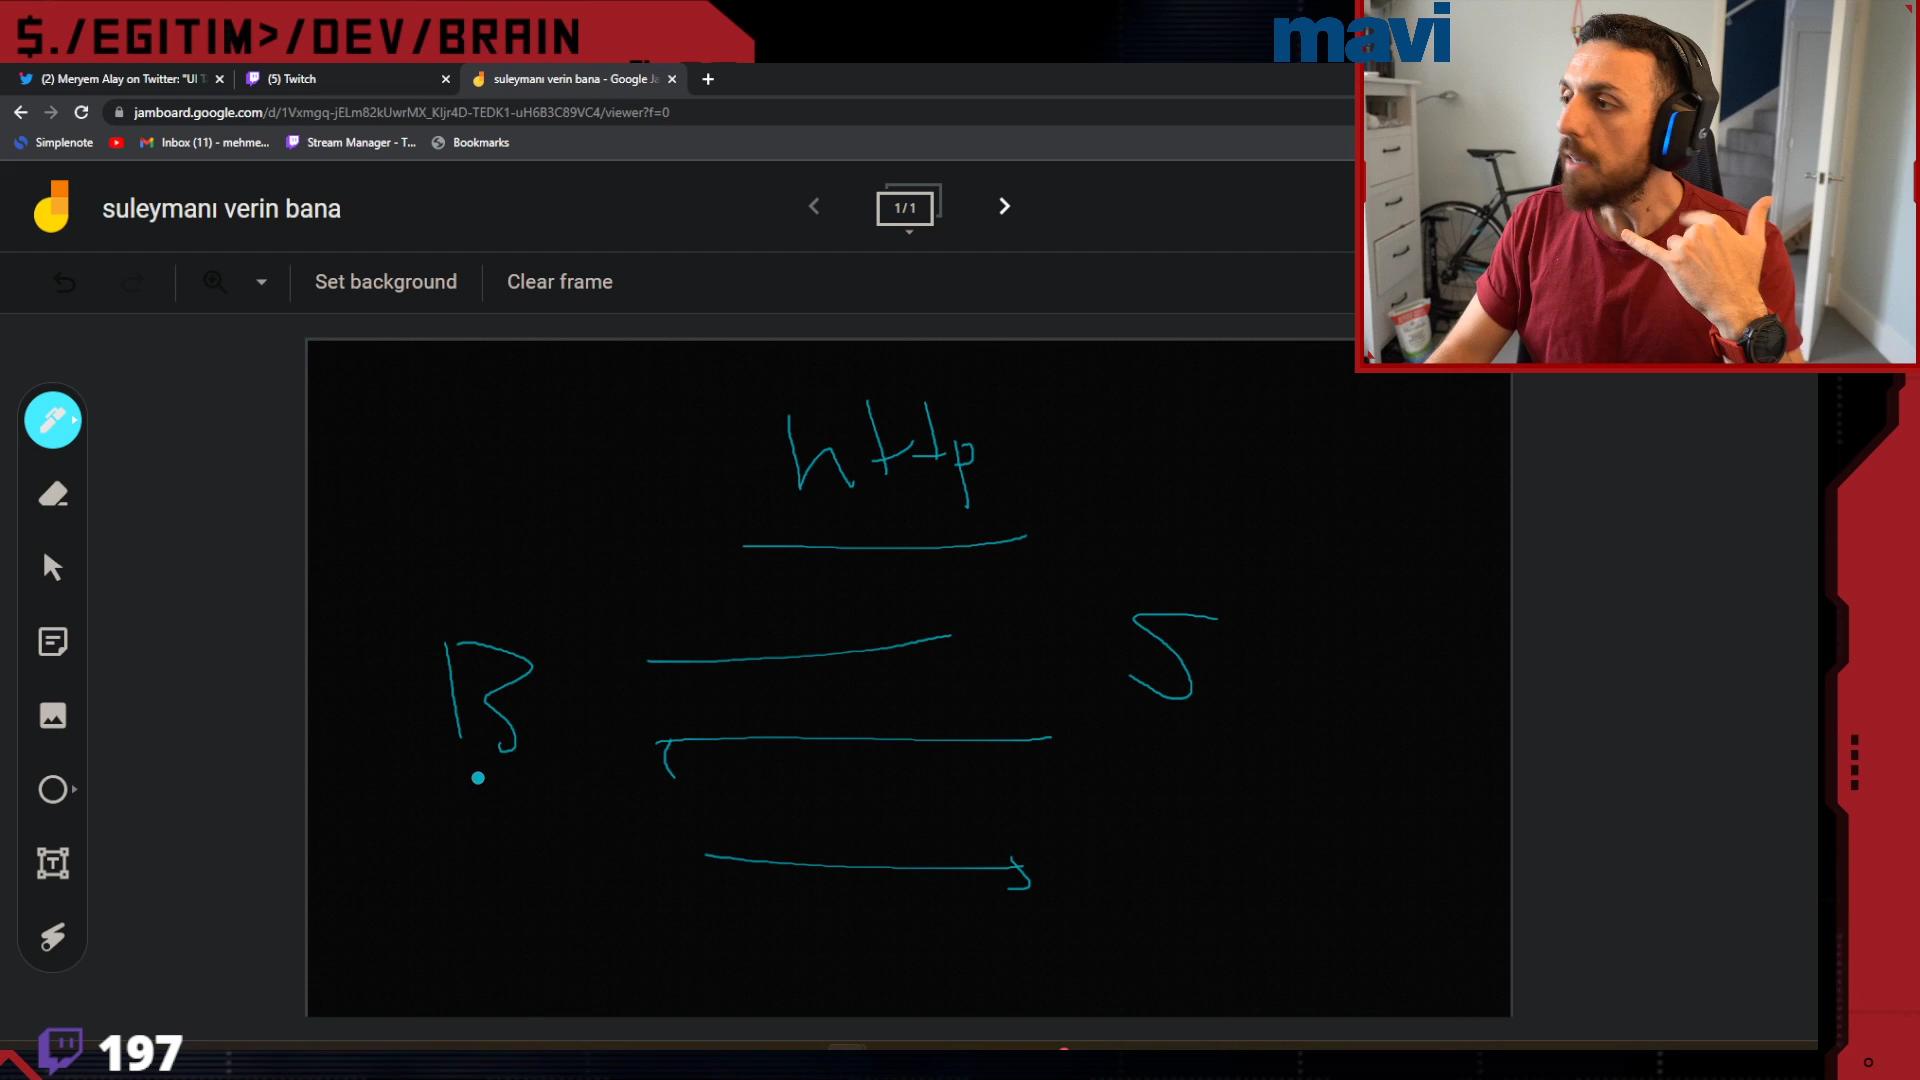 $./EGITIM>/DEV/BRAIN
mavi
(2) Meryem Alay on Twitter: "UI T
(5) Twitch
suleymanı verin bana - Google Ja
jamboard.google.com/d/1Vxmgq-jELm82kUwrMX_KIjr4D-TEDK1-uH6B3C89VC4/viewer?f=0
Simplenote
Inbox (11) - mehme...
Stream Manager - T...
Bookmarks
suleymanı verin bana
1/1
Set background
Clear frame
http
B
S
197